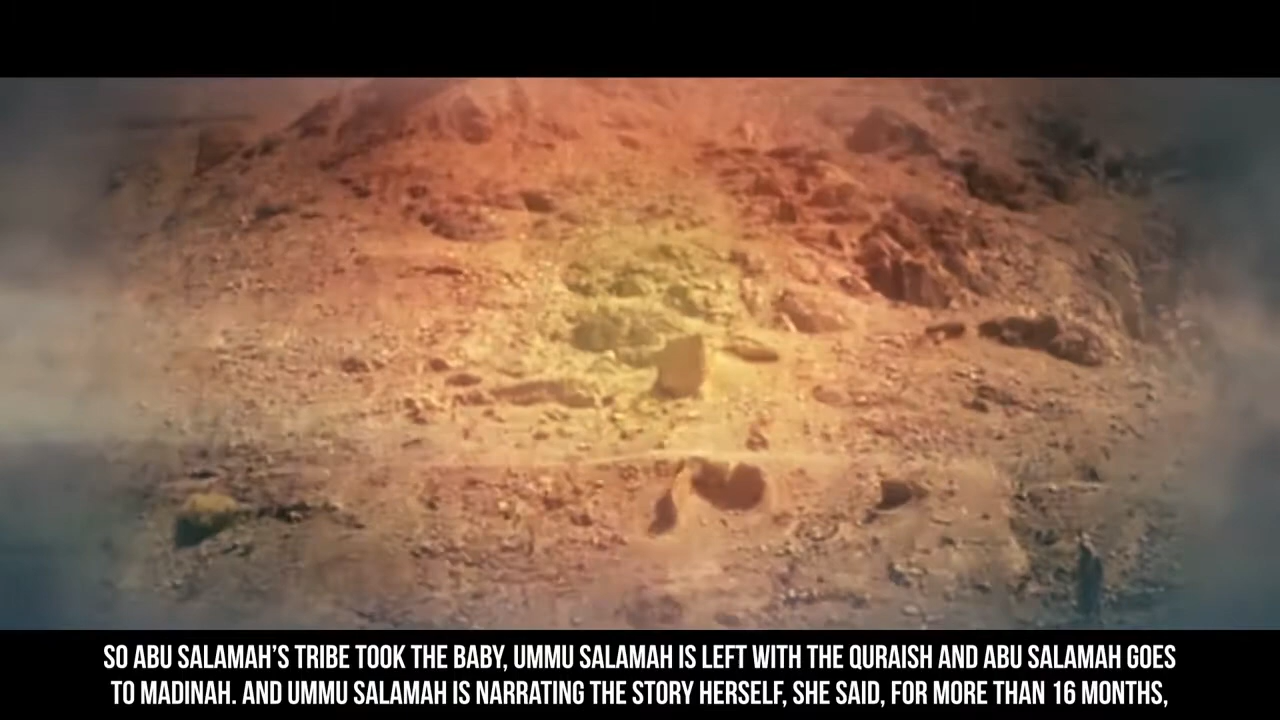 SO ABU SALAMAH’S TRIBE TOOK THE BABY, UMMU SALAMAH IS LEFT WITH THE QURAISH AND ABU SALAMAH GOES
TO MADINAH. AND UMMU SALAMAH IS NARRATING THE STORY HERSELF, SHE SAID, FOR MORE THAN 16 MONTHS,